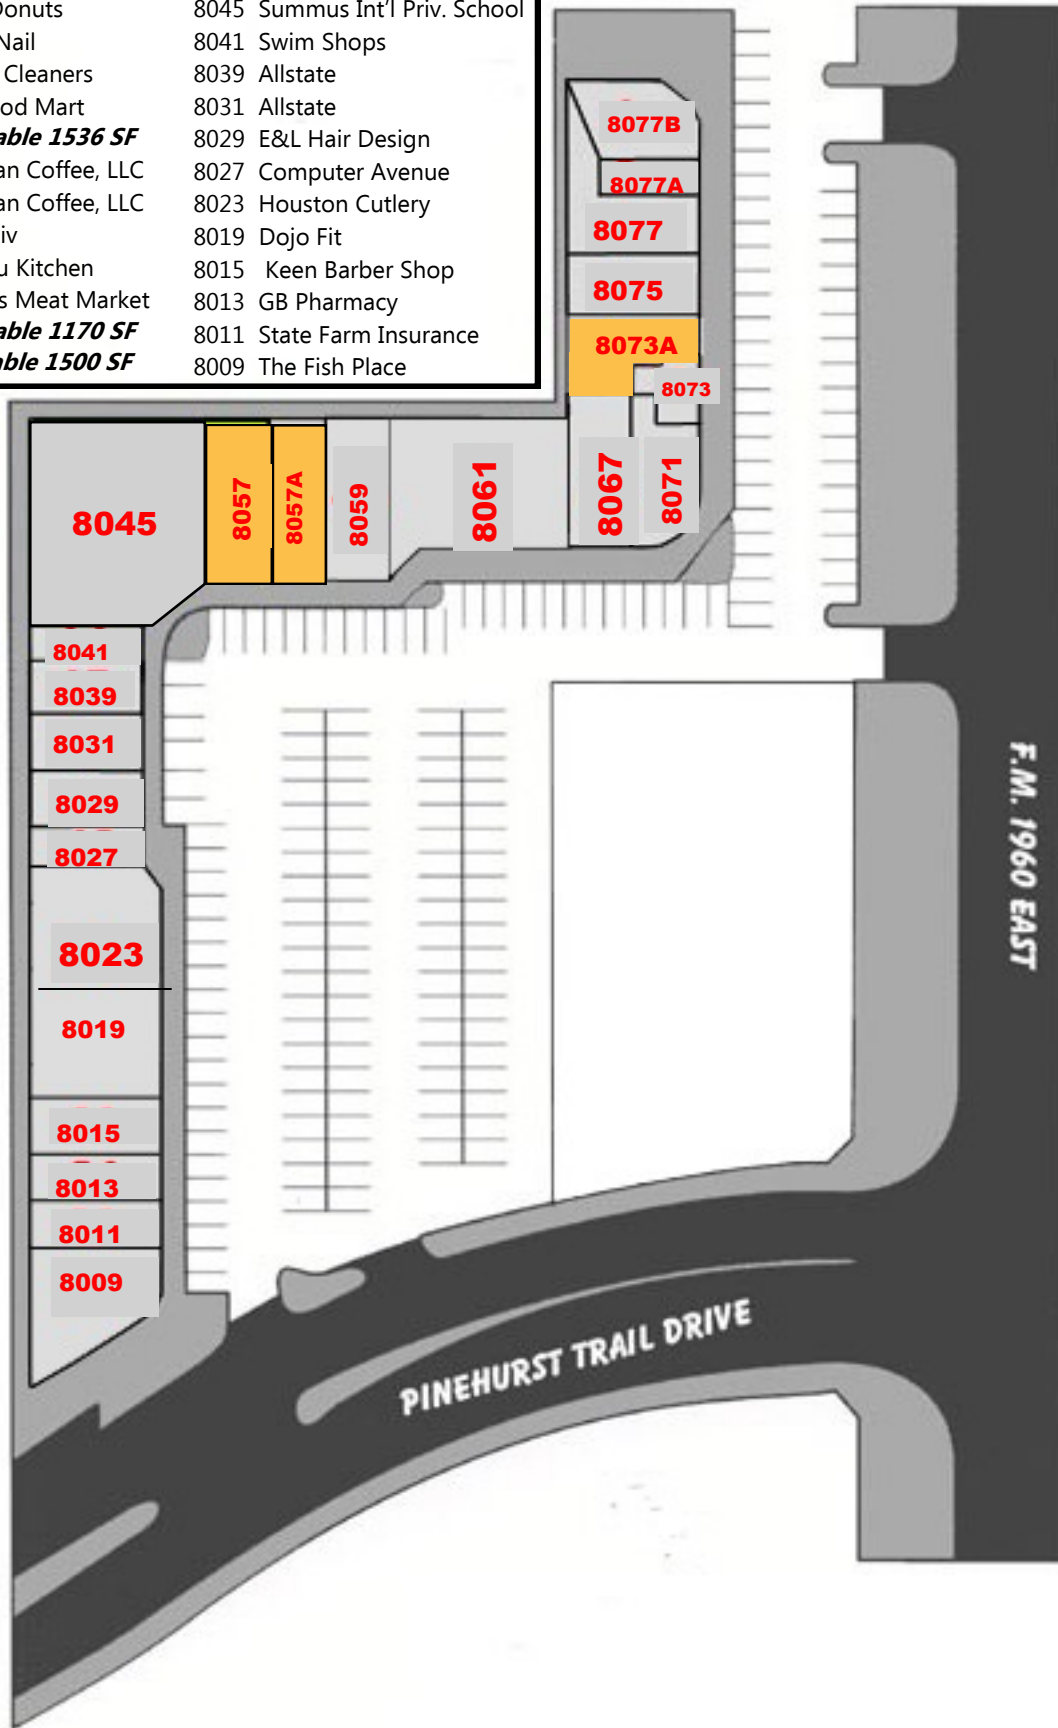 Donuts
Nail
Cleaners
od Mart
able 1536 SF
an Coffee, LLC
an Coffee, LLC
iv
u Kitchen
s Meat Market
able 1170 SF
able 1500 SF
8045 Summus Int'l Priv. School
8041 Swim Shops
8039 Allstate
8031 Allstate
8029 E&L Hair Design
8027 Computer Avenue
8023 Houston Cutlery
8019 Dojo Fit
8015 Keen Barber Shop
8013 GB Pharmacy
8011 State Farm Insurance
8009 The Fish Place
8077B
8077A
8077
8075
8073A
8073
8045
8057
8057A
8059
8061
8067
8071
8041
8039
8031
8029
8027
8023
8019
8015
8013
8011
8009
F.M. 1960 EAST
PINEHURST TRAIL DRIVE